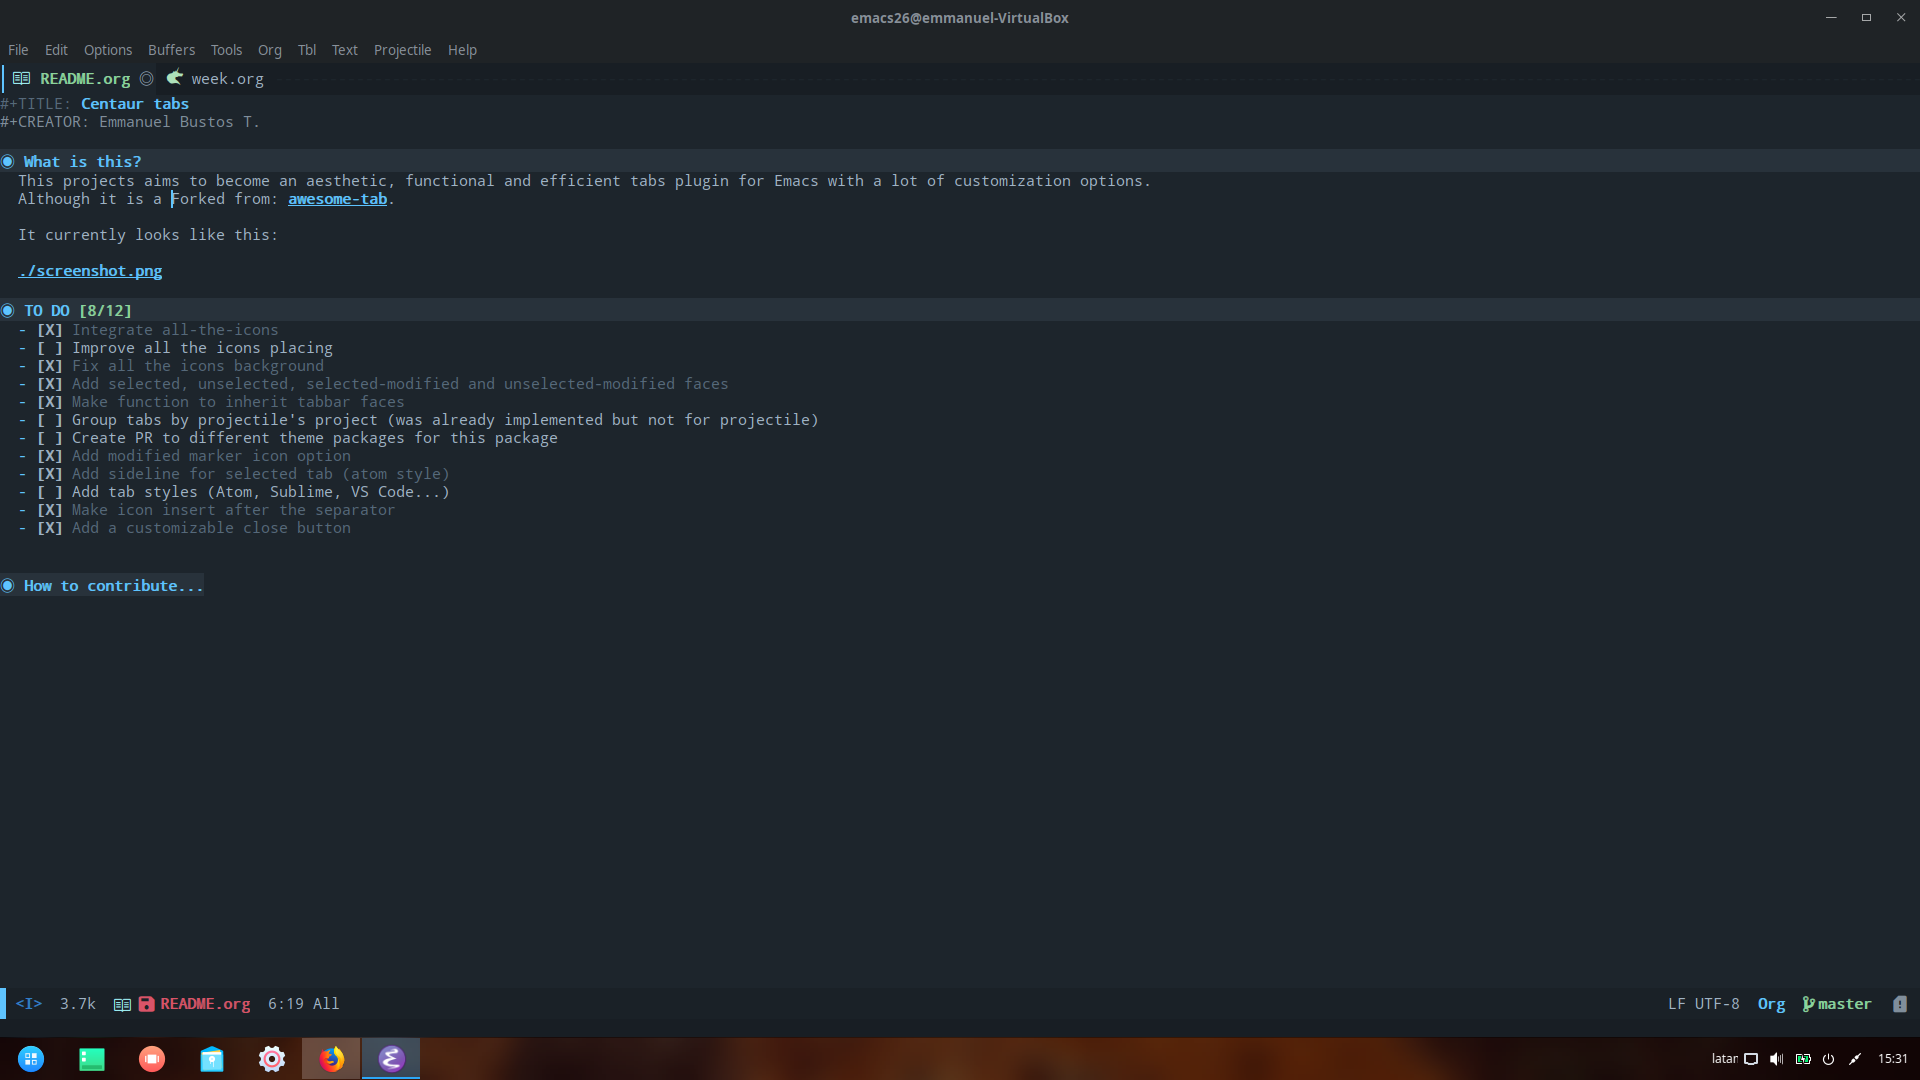 emacs26@emmanuel-VirtualBox
File Edit Options Buffers Tools Org Tbl Text Projectile Help
README.org week.org
#+TITLE: Centaur tabs
#+CREATOR: Emmanuel Bustos T.
What is this?
This projects aims to become an aesthetic, functional and efficient tabs plugin for Emacs with a lot of customization options.
Although it is a Forked from: awesome-tab.
It currently looks like this:
./screenshot.png
TO DO [8/12]
- [X] Integrate all-the-icons
- [ ] Improve all the icons placing
- [X] Fix all the icons background
- [X] Add selected, unselected, selected-modified and unselected-modified faces
- [X] Make function to inherit tabbar faces
- [ ] Group tabs by projectile's project (was already implemented but not for projectile)
- [ ] Create PR to different theme packages for this package
- [X] Add modified marker icon option
- [X] Add sideline for selected tab (atom style)
- [ ] Add tab styles (Atom, Sublime, VS Code...)
- [X] Make icon insert after the separator
- [X] Add a customizable close button
How to contribute...
<I> 3.7k README.org 6:19 All LF UTF-8 Org master
latar 15:31